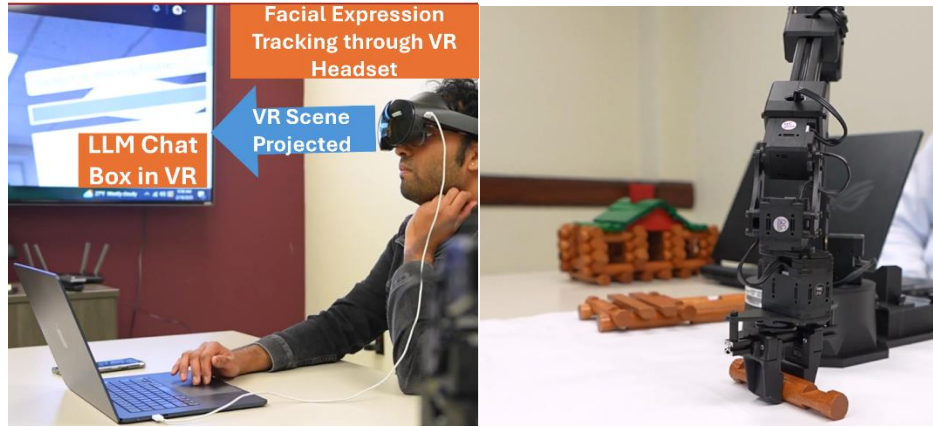 Facial Expression
Tracking through VR
Headset
VR Scene
Projected
LLM Chat
Box in VR